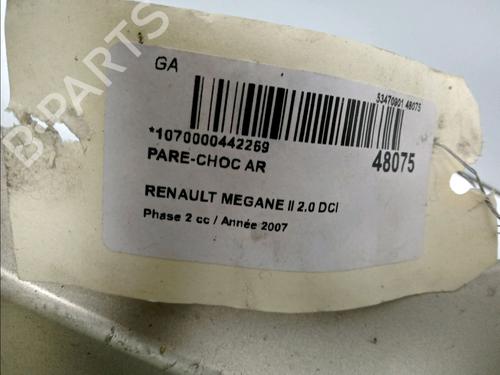 GA
53470901 48075
*1070000442269
48075
PARE-CHOC AR
RENAULT MEGANE II 2.0 DCI
Phase 2 cc / Année 2007
B-PARTS